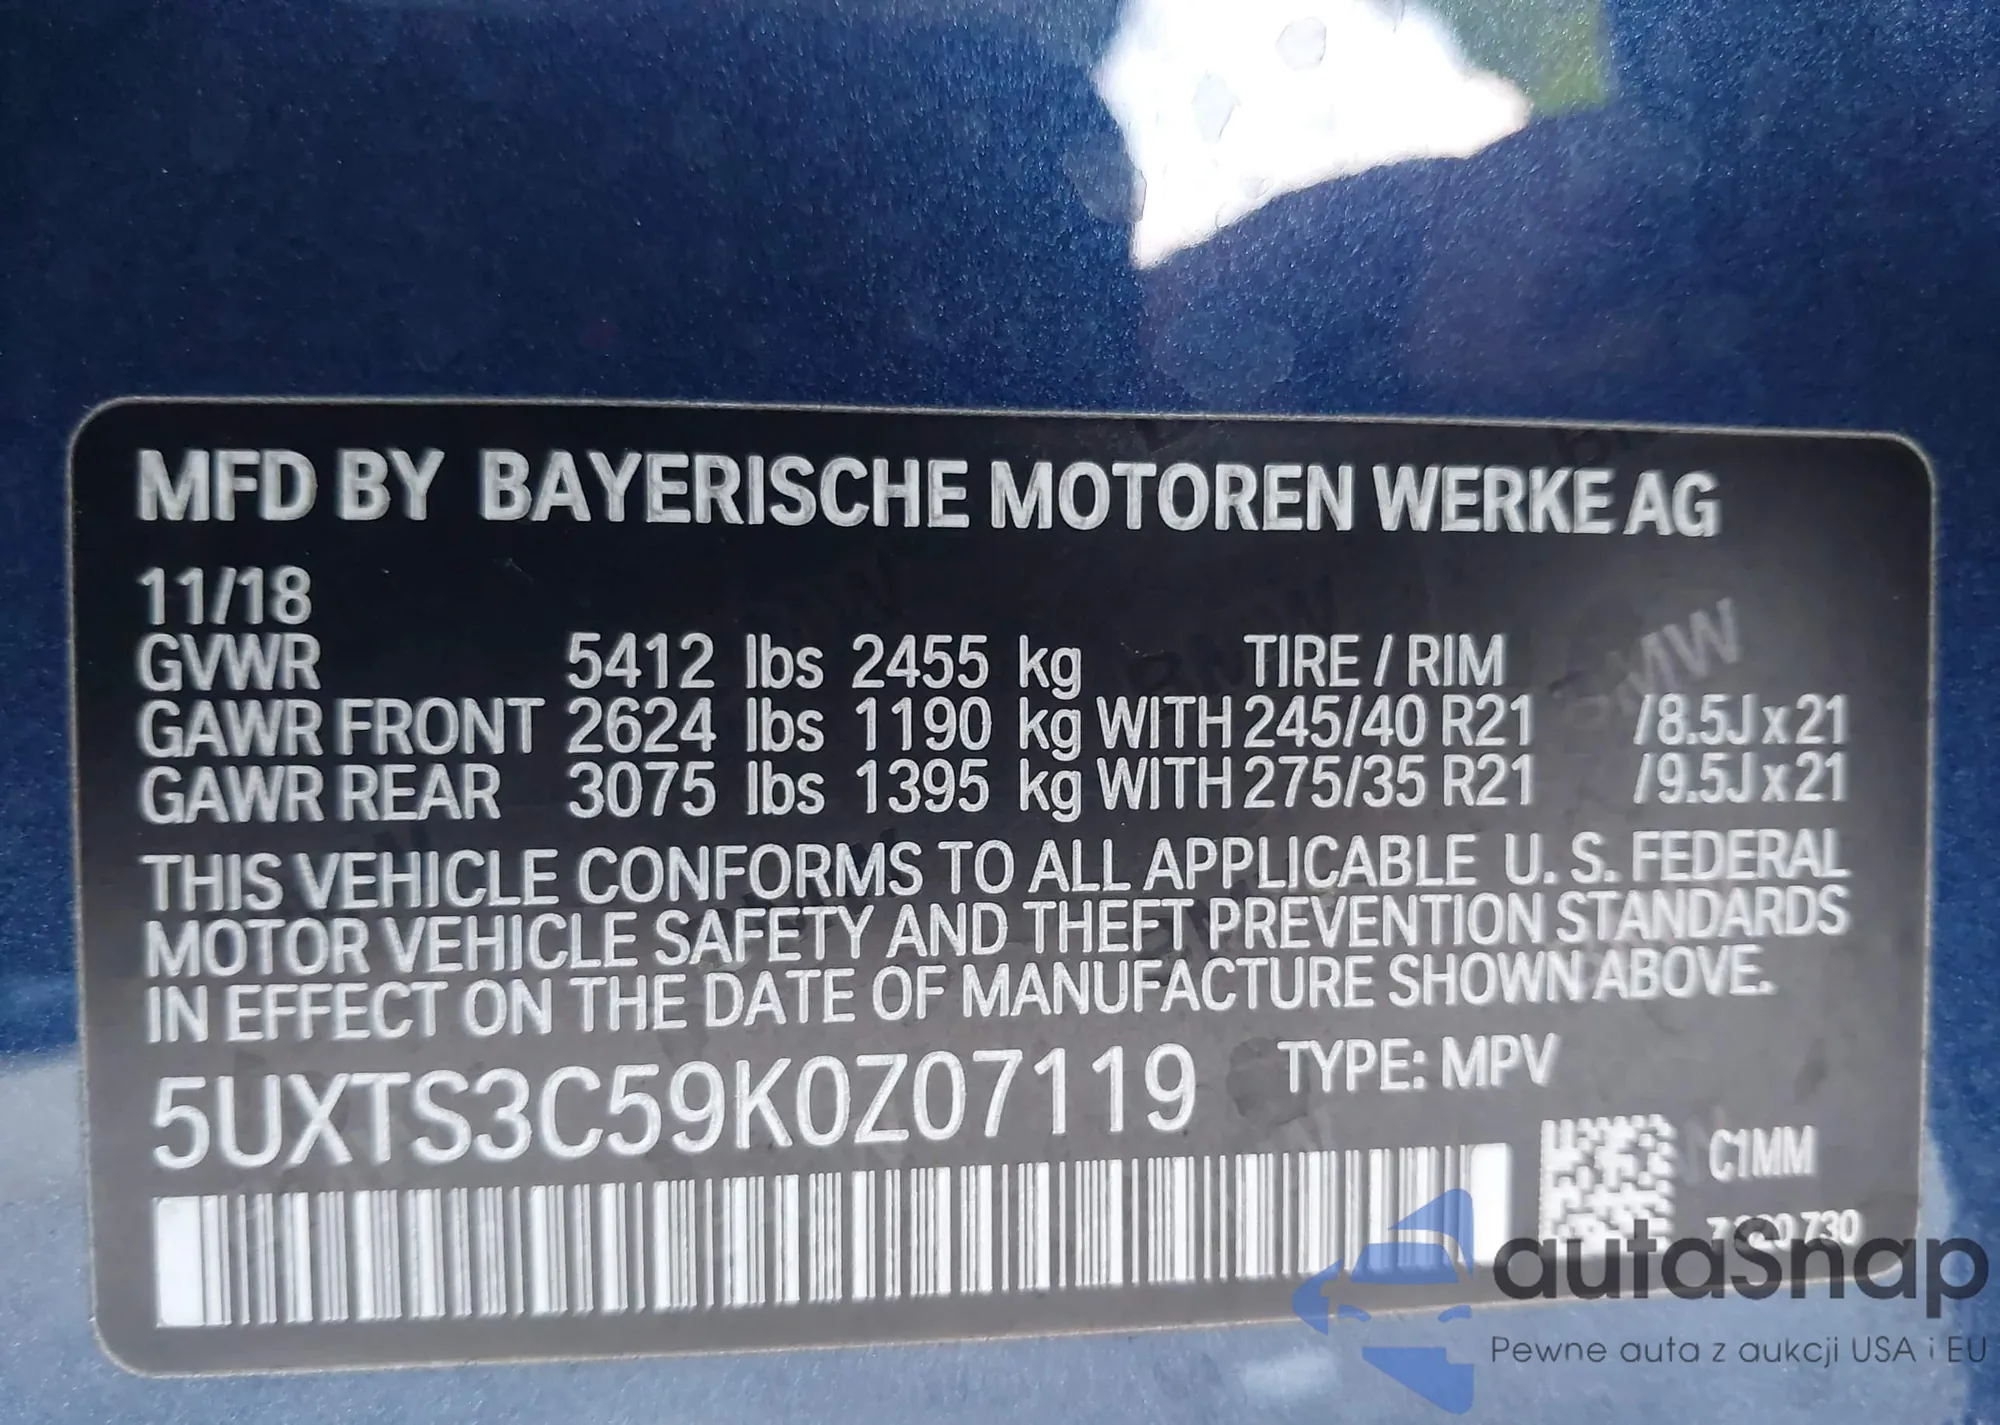 MFD BY BAYERISCHE MOTOREN WERKE AG
11/18
GVWR 5412 lbs 2455 kg TIRE / RIM
GAWR FRONT 2624 lbs 1190 kg WITH 245/40 R21 /8.5J x 21
GAWR REAR 3075 lbs 1395 kg WITH 275/35 R21 /9.5J x 21
THIS VEHICLE CONFORMS TO ALL APPLICABLE U. S. FEDERAL
MOTOR VEHICLE SAFETY AND THEFT PREVENTION STANDARDS
IN EFFECT ON THE DATE OF MANUFACTURE SHOWN ABOVE.
5UXTS3C59K0Z07119 TYPE: MPV
C1MM
730
autaSnap
Pewne auta z aukcji USA i EU